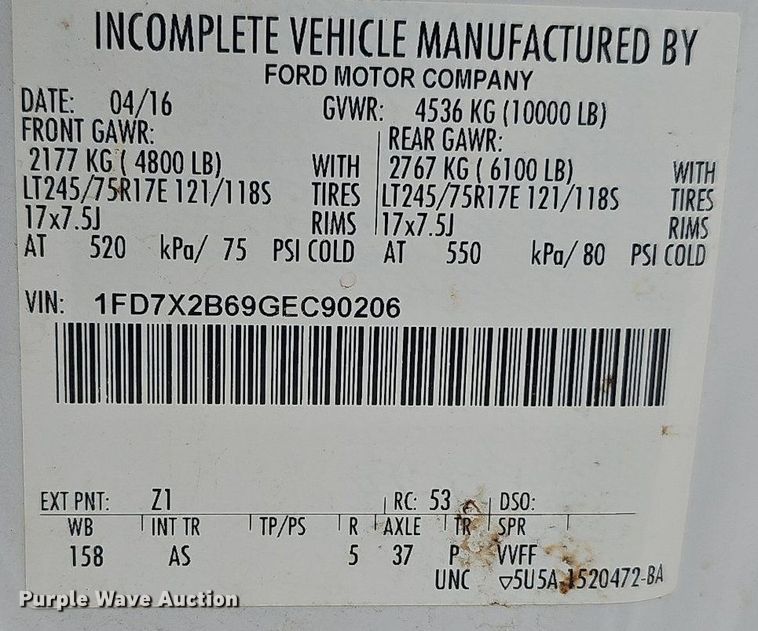 INCOMPLETE VEHICLE MANUFACTURED BY
FORD MOTOR COMPANY
DATE: 04/16 GVWR: 4536 KG (10000 LB)
FRONT GAWR: REAR GAWR:
2177 KG ( 4800 LB) WITH 2767 KG ( 6100 LB) WITH
LT245/75R17E 121/118S TIRES LT245/75R17E 121/118S TIRES
17x7.5J RIMS 17x7.5J RIMS
AT 520 kPa/ 75 PSI COLD AT 550 kPa/ 80 PSI COLD
VIN: 1FD7X2B69GEC90206
EXT PNT: Z1 RC: 53 DSO:
WB INT TR TP/PS R AXLE TR SPR
158 AS 5 37 P VVFF
UNC ▽5U5A-1520472-BA
Purple Wave Auction